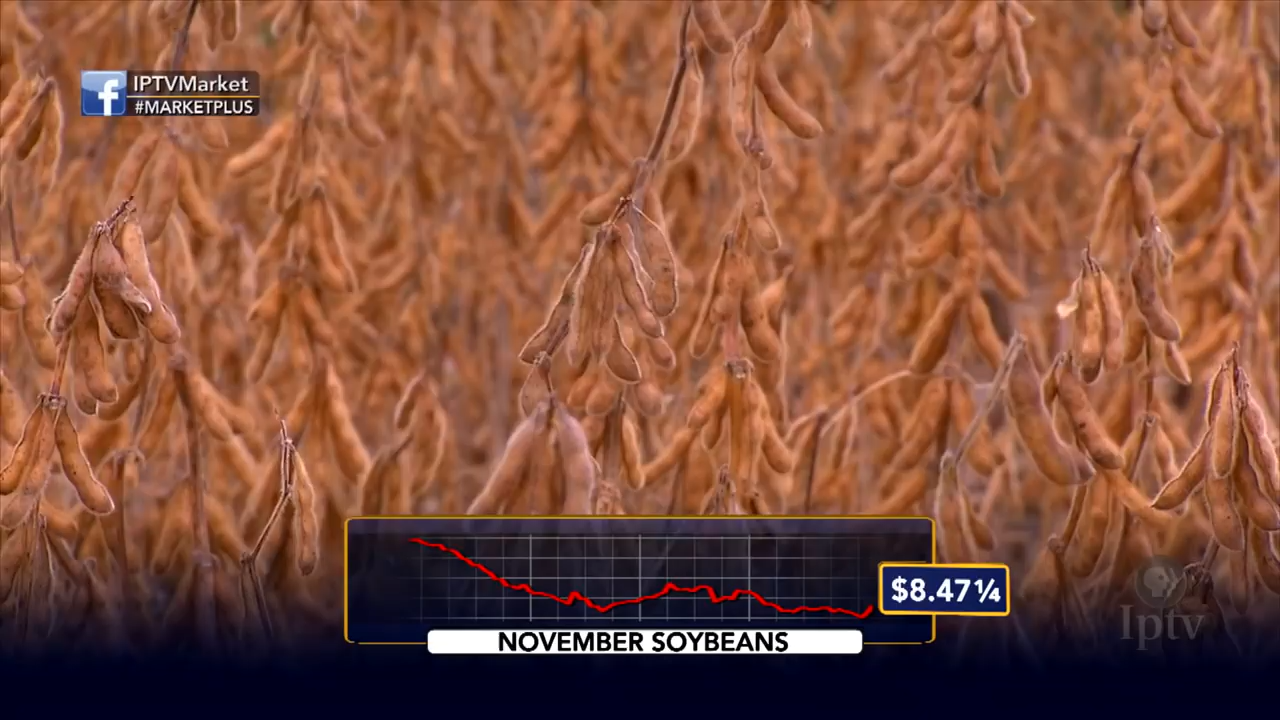 IPTVMarket
#MARKETPLUS
$8.47¼
NOVEMBER SOYBEANS
Iptv